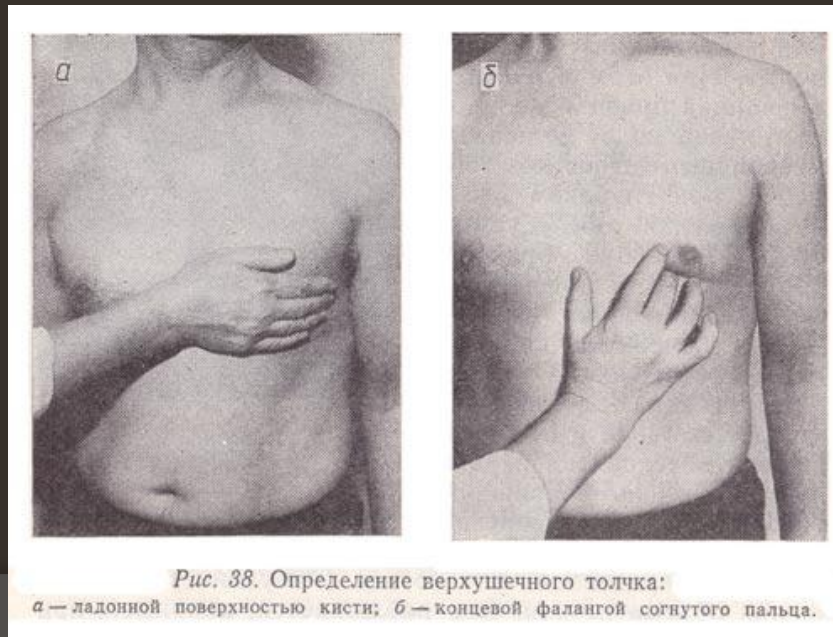 а
б
Рис. 38. Определение верхушечного толчка:
а — ладонной поверхностью кисти; б — концевой фалангой согнутого пальца.